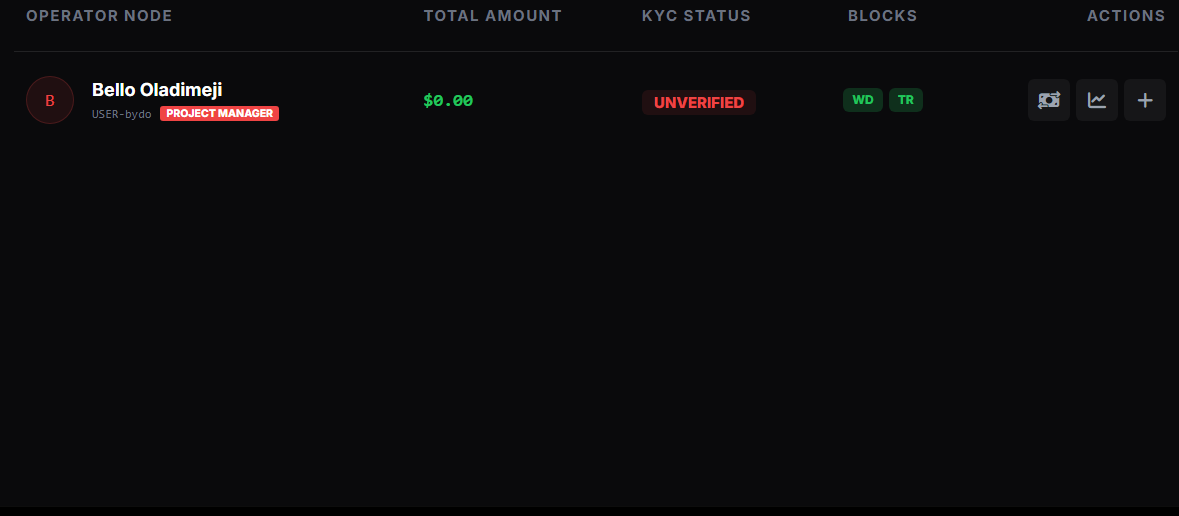 OPERATOR NODE TOTAL AMOUNT KYC STATUS BLOCKS ACTIONS
B Bello Oladimeji $0.00 UNVERIFIED WD TR
USER-bydo PROJECT MANAGER